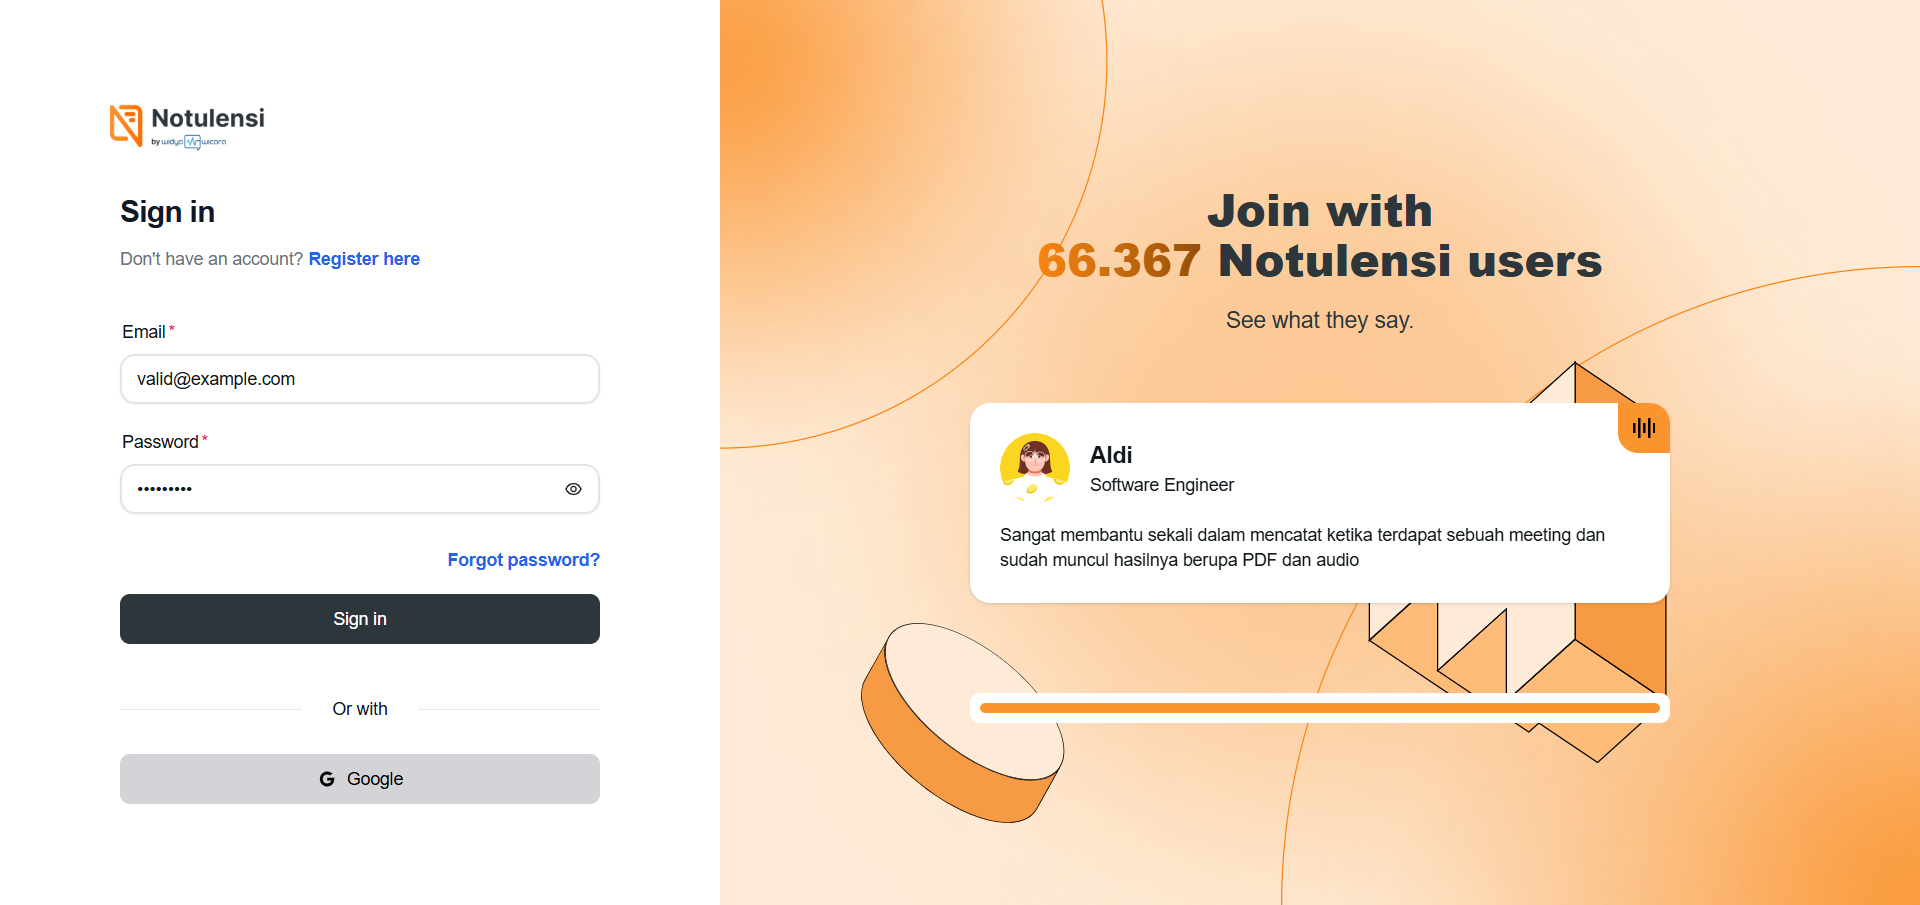 Notulensi
by widya wicara
Sign in
Don't have an account? Register here
Email *
valid@example.com
Password *
•••••••••
Forgot password?
Sign in
Or with
Google
Join with
66.367 Notulensi users
See what they say.
Aldi
Software Engineer
Sangat membantu sekali dalam mencatat ketika terdapat sebuah meeting dan
sudah muncul hasilnya berupa PDF dan audio